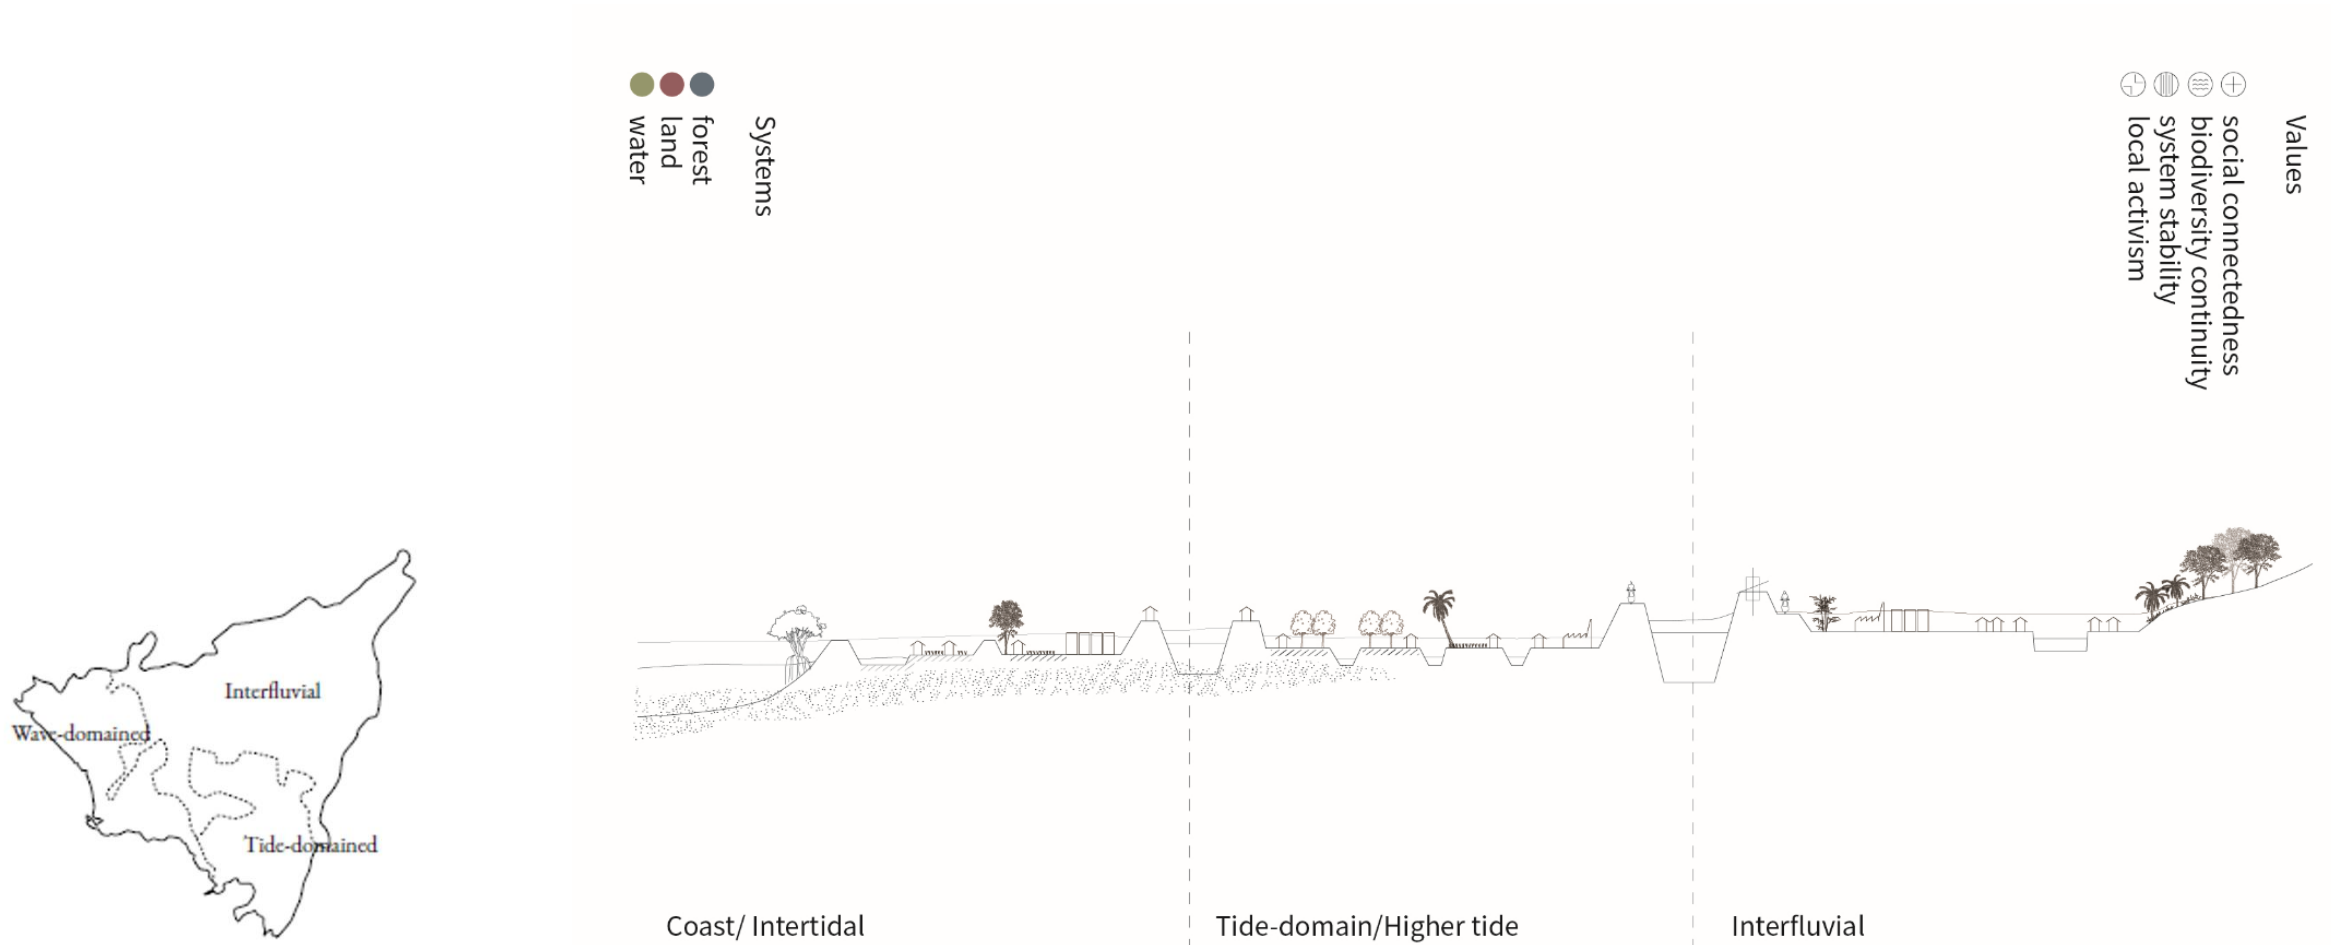 Systems
forest
land
water
Values
social connectedness
biodiversity continuity
system stability
local activism
Interfluvial
Wave-domained
Tide-domained
Coast/ Intertidal
Tide-domain/Higher tide
Interfluvial